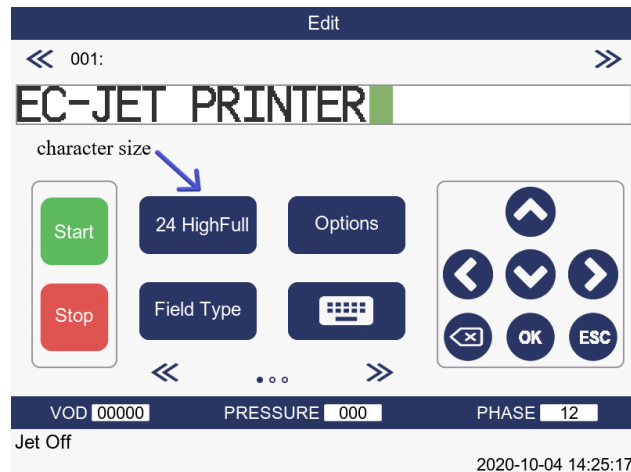 Edit
001:
EC-JET PRINTER
character size
Start
24 HighFull
Options
Stop
Field Type
OK
ESC
VOD 00000 PRESSURE 000 PHASE 12
Jet Off
2020-10-04 14:25:17